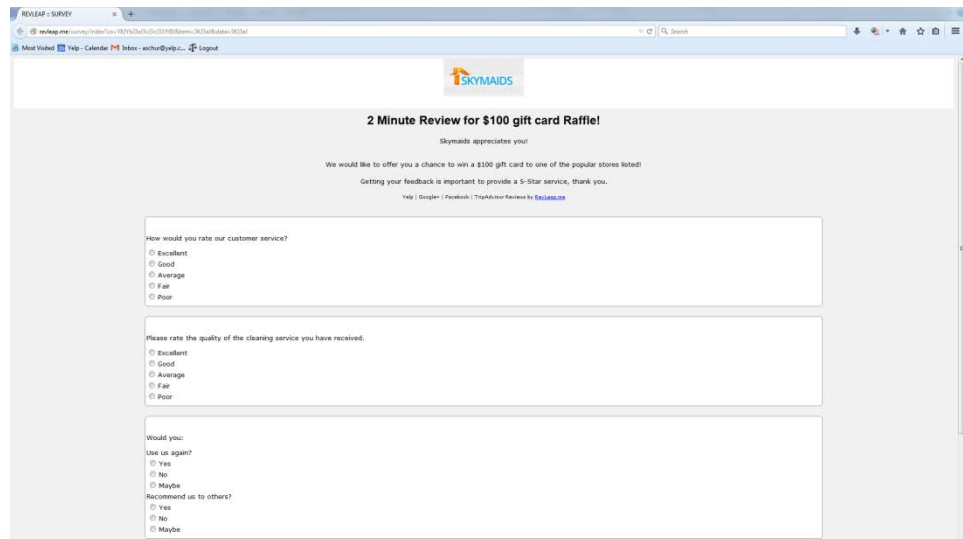 REVLEAP :: SURVEY
Search
Most Visited Yelp - Calendar Inbox - aschur@yelp.c... Logout
SKYMAIDS
2 Minute Review for $100 gift card Raffle!
Skymaids appreciates you!
We would like to offer you a chance to win a $100 gift card to one of the popular stores listed!
Getting your feedback is important to provide a 5-Star service, thank you.
Yelp | Google+ | Facebook | TripAdvisor Reviews by RevLeap.me
How would you rate our customer service?
Excellent
Good
Average
Fair
Poor
Please rate the quality of the cleaning service you have received.
Excellent
Good
Average
Fair
Poor
Would you:
Use us again?
Yes
No
Maybe
Recommend us to others?
Yes
No
Maybe